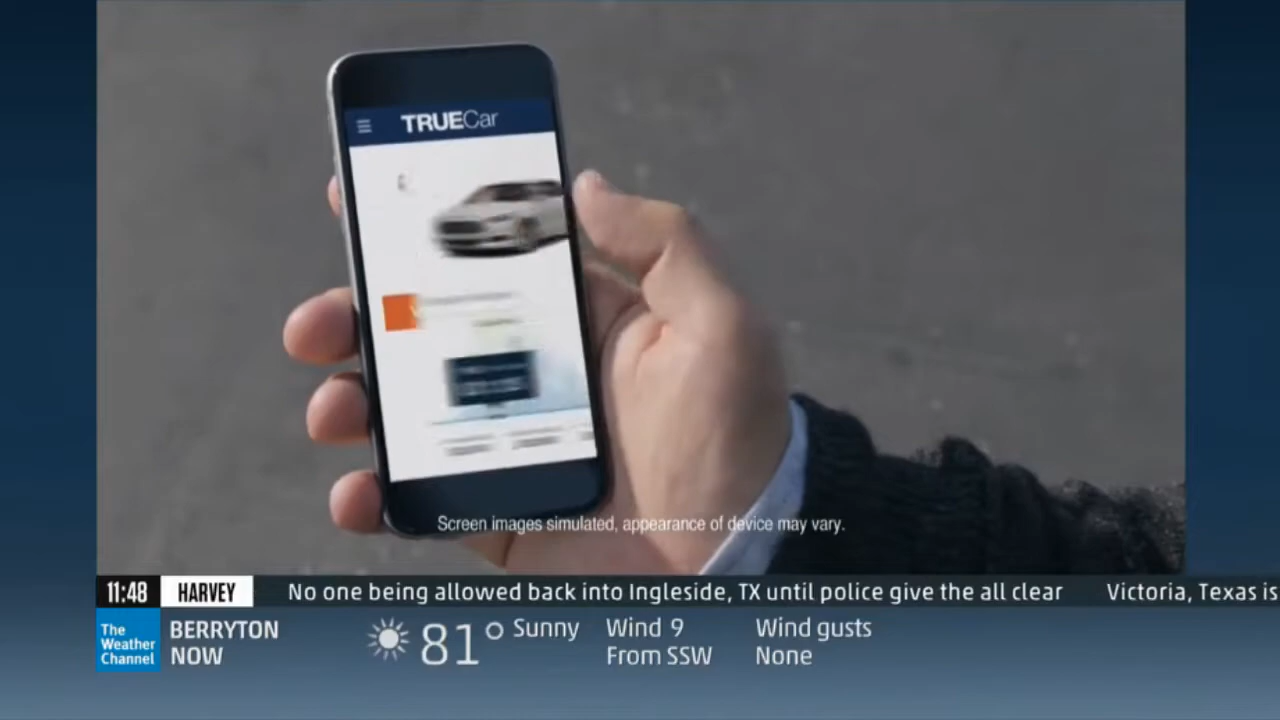 TRUECar
Screen images simulated, appearance of device may vary.
11:48 HARVEY No one being allowed back into Ingleside, TX until police give the all clear Victoria, Texas is
The
Weather
Channel
BERRYTON
NOW
81° Sunny
Wind 9
From SSW
Wind gusts
None